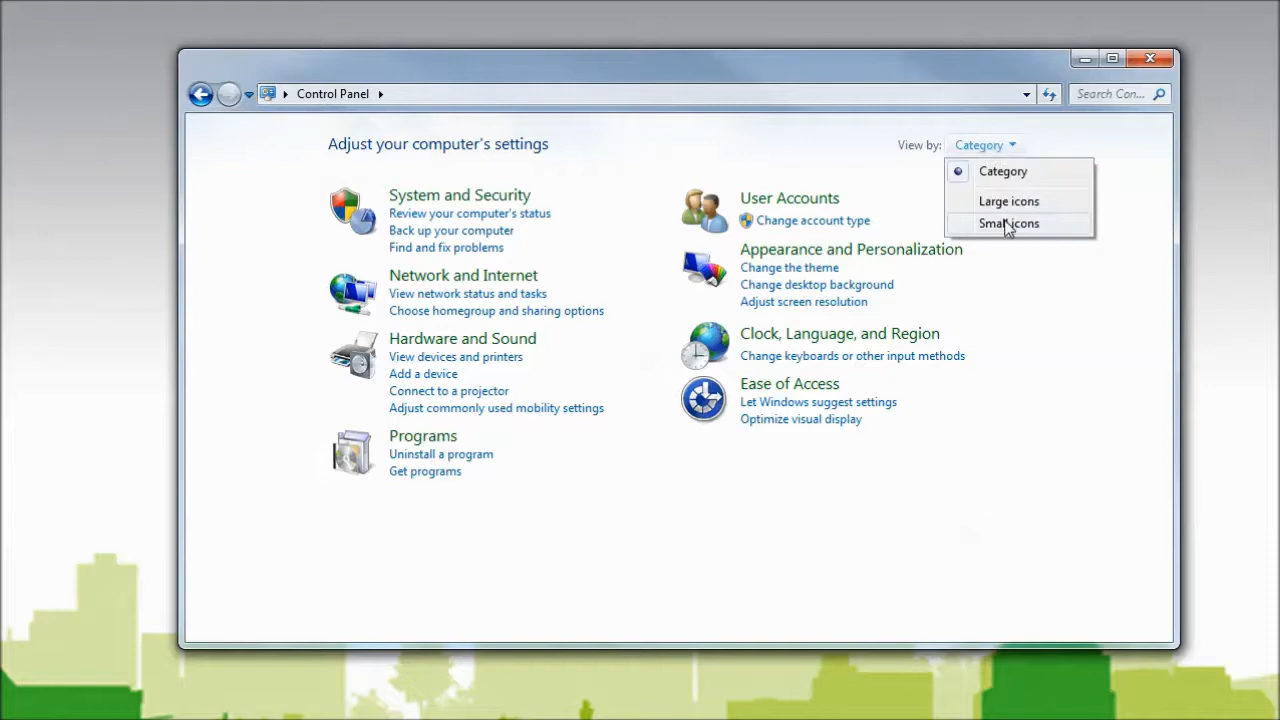 Control Panel
Search Con...
Adjust your computer's settings
View by: Category
Category
Large icons
Small icons
System and Security
Review your computer's status
Back up your computer
Find and fix problems
Network and Internet
View network status and tasks
Choose homegroup and sharing options
Hardware and Sound
View devices and printers
Add a device
Connect to a projector
Adjust commonly used mobility settings
Programs
Uninstall a program
Get programs
User Accounts
Change account type
Appearance and Personalization
Change the theme
Change desktop background
Adjust screen resolution
Clock, Language, and Region
Change keyboards or other input methods
Ease of Access
Let Windows suggest settings
Optimize visual display